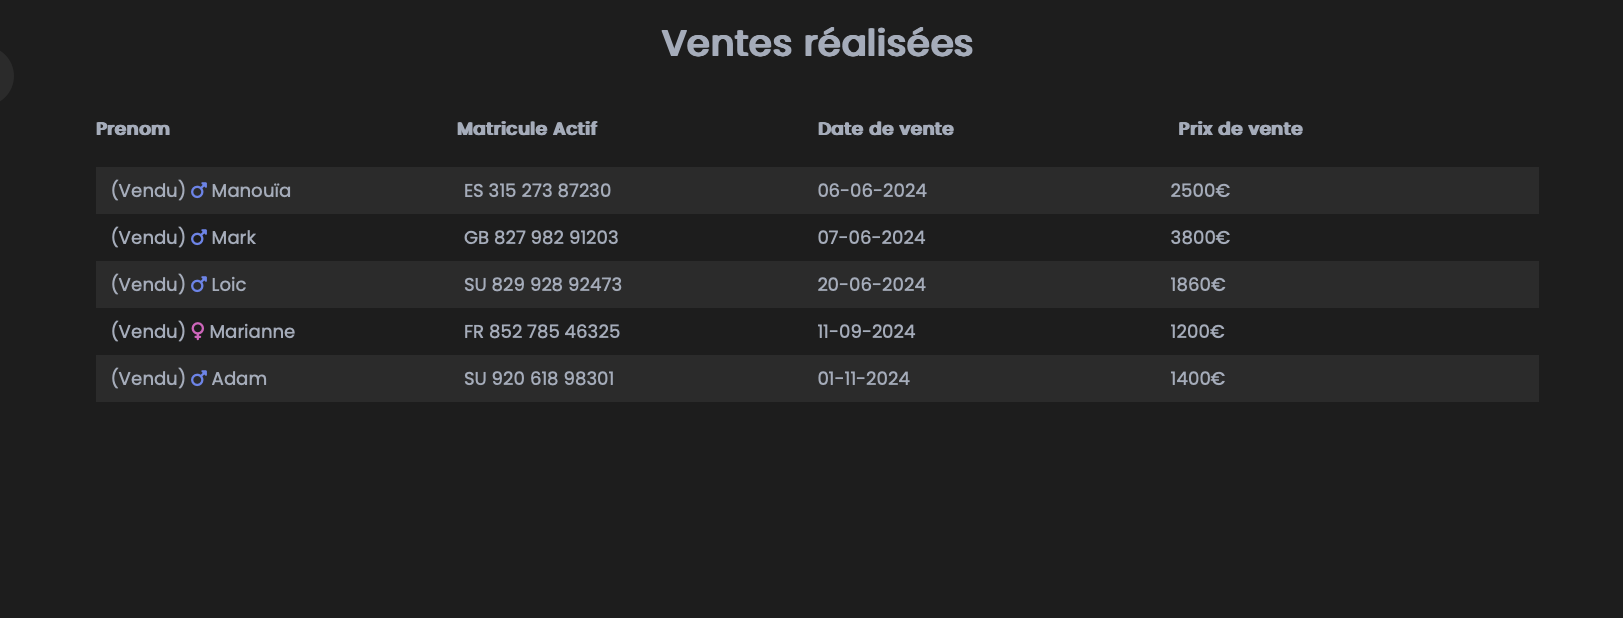 Ventes réalisées
Prenom Matricule Actif Date de vente Prix de vente
(Vendu) ♂ Manouïa ES 315 273 87230 06-06-2024 2500€
(Vendu) ♂ Mark GB 827 982 91203 07-06-2024 3800€
(Vendu) ♂ Loic SU 829 928 92473 20-06-2024 1860€
(Vendu) ♀ Marianne FR 852 785 46325 11-09-2024 1200€
(Vendu) ♂ Adam SU 920 618 98301 01-11-2024 1400€